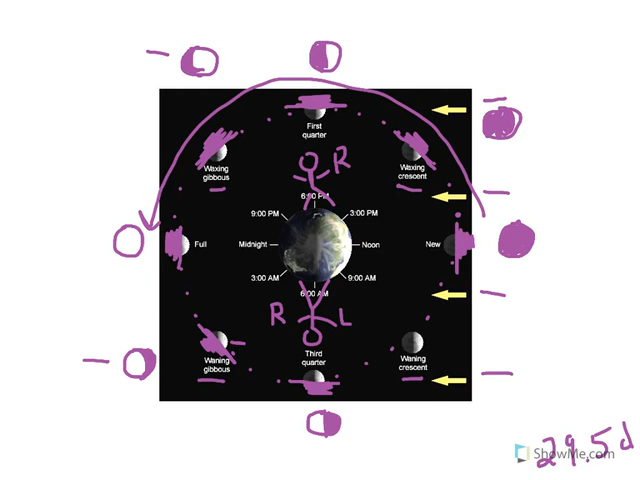 First
quarter
Waxing
gibbous
R
Waxing
crescent
6:00 PM
9:00 PM
3:00 PM
Full
Midnight
Noon
New
3:00 AM
9:00 AM
6:00 AM
R
L
Waning
gibbous
Third
quarter
Waning
crescent
29.5d
ShowMe.com